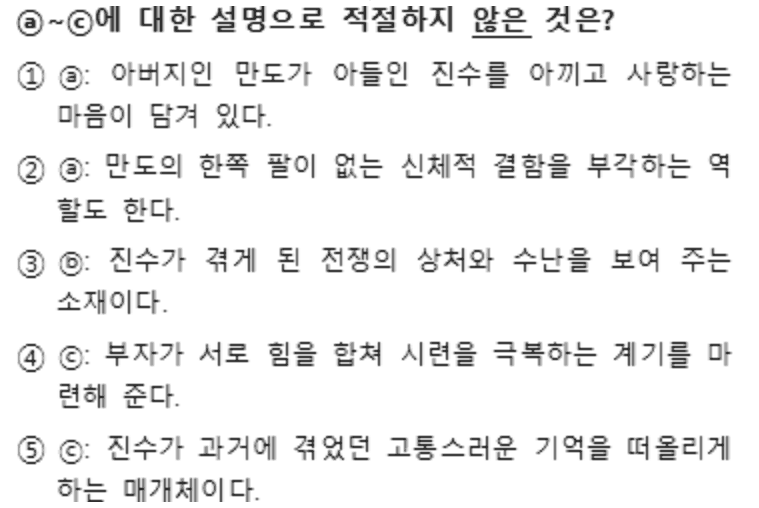 ⓐ~ⓒ에 대한 설명으로 적절하지 않은 것은?
① ⓐ: 아버지인 만도가 아들인 진수를 아끼고 사랑하는
마음이 담겨 있다.
② ⓐ: 만도의 한쪽 팔이 없는 신체적 결함을 부각하는 역
할도 한다.
③ ⓑ: 진수가 겪게 된 전쟁의 상처와 수난을 보여 주는
소재이다.
④ ⓒ: 부자가 서로 힘을 합쳐 시련을 극복하는 계기를 마
련해 준다.
⑤ ⓒ: 진수가 과거에 겪었던 고통스러운 기억을 떠올리게
하는 매개체이다.